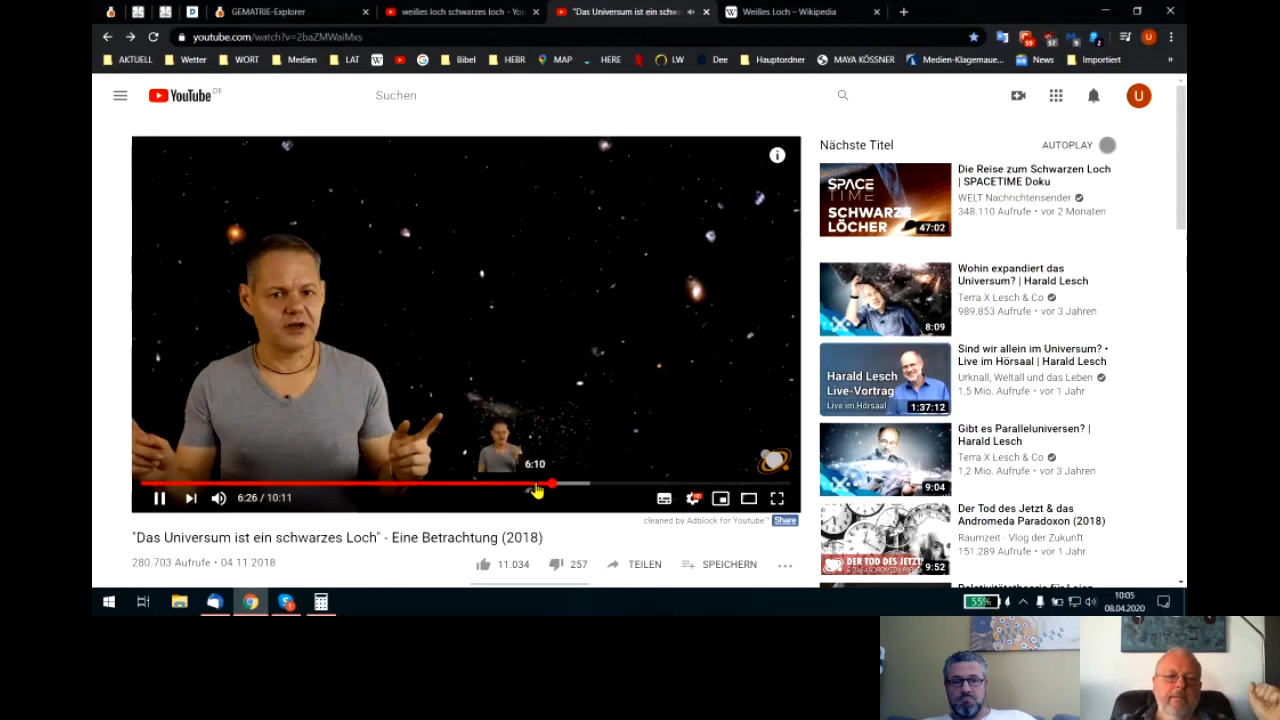 GEMATRIE-Explorer
weißes loch schwarzes loch - You
"Das Universum ist ein schw
Weißes Loch – Wikipedia
youtube.com/watch?v=2baZMWaiMxs
59
57
9
2
U
AKTUELL
Wetter
WORT
Medien
LAT
Bibel
HEBR
MAP
HERE
LW
Dee
Hauptordner
MAYA KÖSSNER
Medien-Klagemaue...
News
Importiert
»
YouTube DE
Suchen
U
6:10
6:26 / 10:11
HD
cleaned by Adblock for Youtube™ Share
"Das Universum ist ein schwarzes Loch" - Eine Betrachtung (2018)
280.703 Aufrufe • 04.11.2018
11.034
257
TEILEN
SPEICHERN
Nächste Titel
AUTOPLAY
SPACE
TIME
SCHWARZE
LÖCHER
47:02
Die Reise zum Schwarzen Loch
| SPACETIME Doku
WELT Nachrichtensender
348.110 Aufrufe • vor 2 Monaten
8:09
Wohin expandiert das
Universum? | Harald Lesch
Terra X Lesch & Co
989.853 Aufrufe • vor 3 Jahren
Harald Lesch
Live-Vortrag
Live im Hörsaal
1:37:12
Sind wir allein im Universum? •
Live im Hörsaal | Harald Lesch
Urknall, Weltall und das Leben
1,5 Mio. Aufrufe • vor 1 Jahr
9:04
Gibt es Paralleluniversen? |
Harald Lesch
Terra X Lesch & Co
1,2 Mio. Aufrufe • vor 3 Jahren
DER TOD DES JETZT
9:52
Der Tod des Jetzt & das
Andromeda Paradoxon (2018)
Raumzeit - Vlog der Zukunft
151.289 Aufrufe • vor 1 Jahr
55%
10:05
08.04.2020